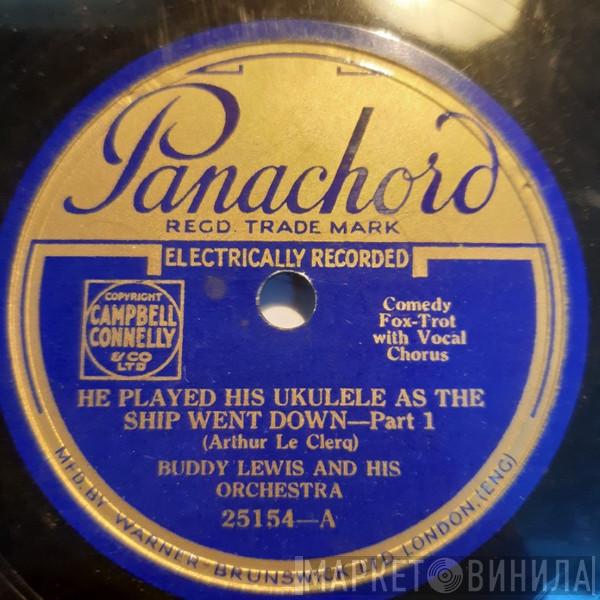 Panachord
REGD. TRADE MARK
ELECTRICALLY RECORDED
COPYRIGHT
CAMPBELL
CONNELLY
& CO
LTD
Comedy
Fox-Trot
with Vocal
Chorus
HE PLAYED HIS UKULELE AS THE
SHIP WENT DOWN—Part 1
(Arthur Le Clerq)
BUDDY LEWIS AND HIS
ORCHESTRA
25154—A
MFD. BY WARNER-BRUNSWICK LTD. LONDON, (ENG)
МАРКЕТ ВИНИЛА